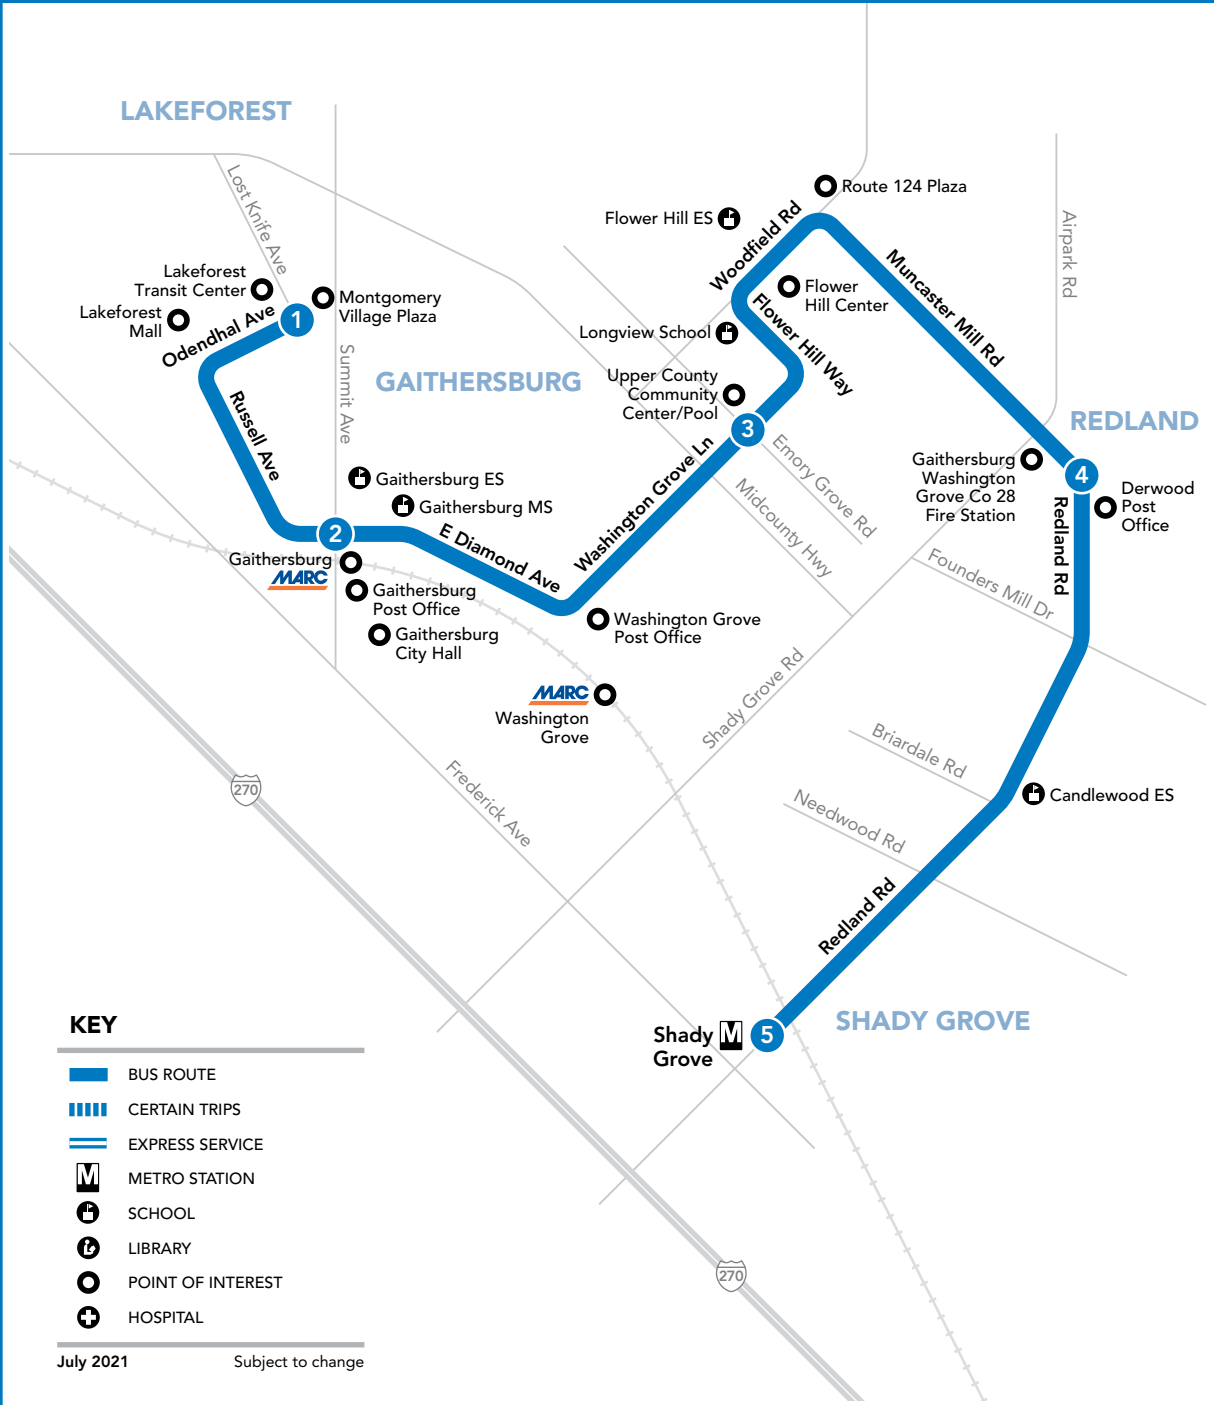 LAKEFOREST
Lost Knife Ave
Route 124 Plaza
Flower Hill ES
Woodfield Rd
Airpark Rd
Muncaster Mill Rd
Lakeforest
Transit Center
Lakeforest
Mall
Odendhal Ave
1
Montgomery
Village Plaza
Flower
Hill Center
Flower Hill Way
Longview School
Summit Ave
GAITHERSBURG
Upper County
Community
Center/Pool
Russell Ave
3
REDLAND
Washington Grove Ln
Emory Grove Rd
Midcounty Hwy
Gaithersburg
Washington
Grove Co 28
Fire Station
4
Derwood
Post
Office
Redland Rd
Gaithersburg ES
Gaithersburg MS
2
E Diamond Ave
Gaithersburg
MARC
Gaithersburg
Post Office
Gaithersburg
City Hall
Washington Grove
Post Office
Founders Mill Dr
MARC
Washington
Grove
Shady Grove Rd
Briardale Rd
Needwood Rd
Candlewood ES
270
Frederick Ave
Redland Rd
Shady
Grove
M
5
SHADY GROVE
270
KEY
BUS ROUTE
CERTAIN TRIPS
EXPRESS SERVICE
M METRO STATION
SCHOOL
LIBRARY
POINT OF INTEREST
HOSPITAL
July 2021 Subject to change